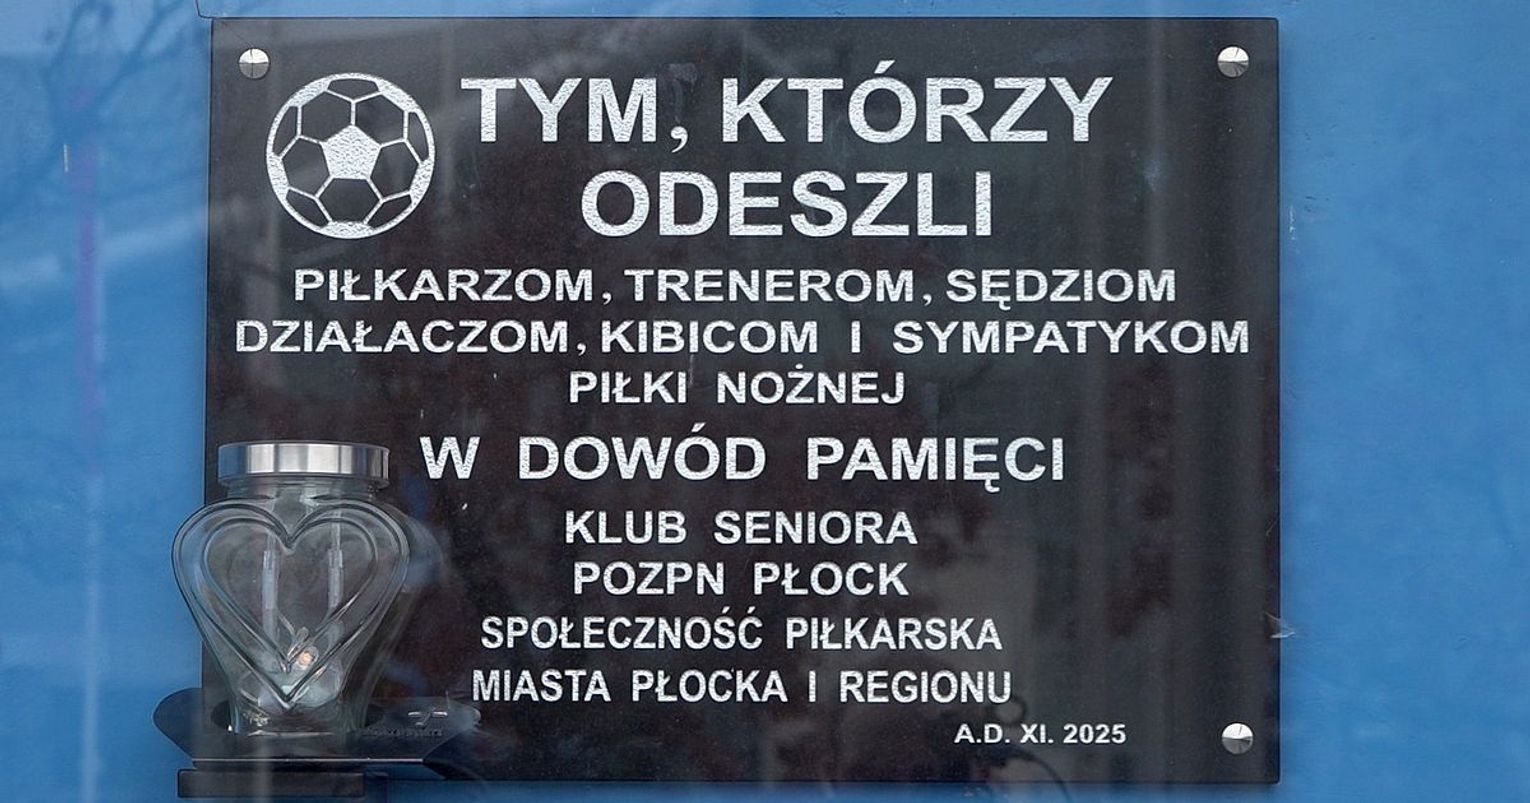 TYM, KTÓRZY
ODESZLI
PIŁKARZOM, TRENEROM, SĘDZIOM
DZIAŁACZOM, KIBICOM I SYMPATYKOM
PIŁKI NOŻNEJ
W DOWÓD PAMIĘCI
KLUB SENIORA
POZPN PŁOCK
SPOŁECZNOŚĆ PIŁKARSKA
MIASTA PŁOCKA I REGIONU
A.D. XI. 2025